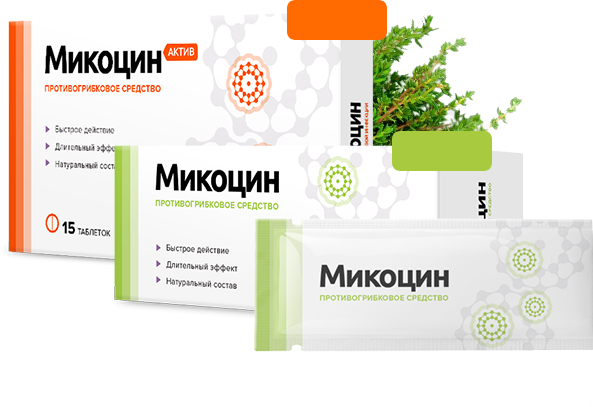 Микоцин АКТИВ
ПРОТИВОГРИБКОВОЕ СРЕДСТВО
Быстрое действие
Длительный
Натуральный
15 ТАБЛЕТОК
Микоцин
ПРОТИВОГРИБКОВОЕ СРЕДСТВО
Быстрое действие
Длительный эффект
Натуральный состав
Микоцин
ПРОТИВОГРИБКОВОЕ СРЕДСТВО